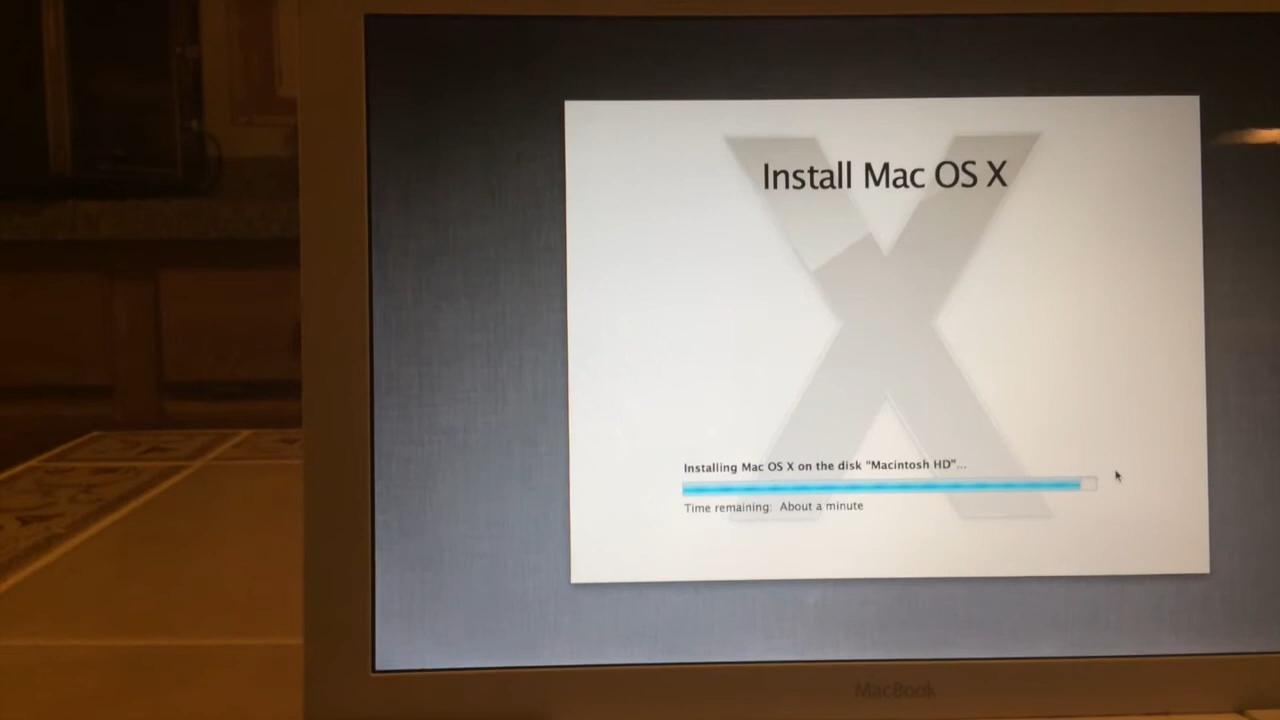 Install Mac OS X
Installing Mac OS X on the disk "Macintosh HD"...
Time remaining: About a minute
MacBook